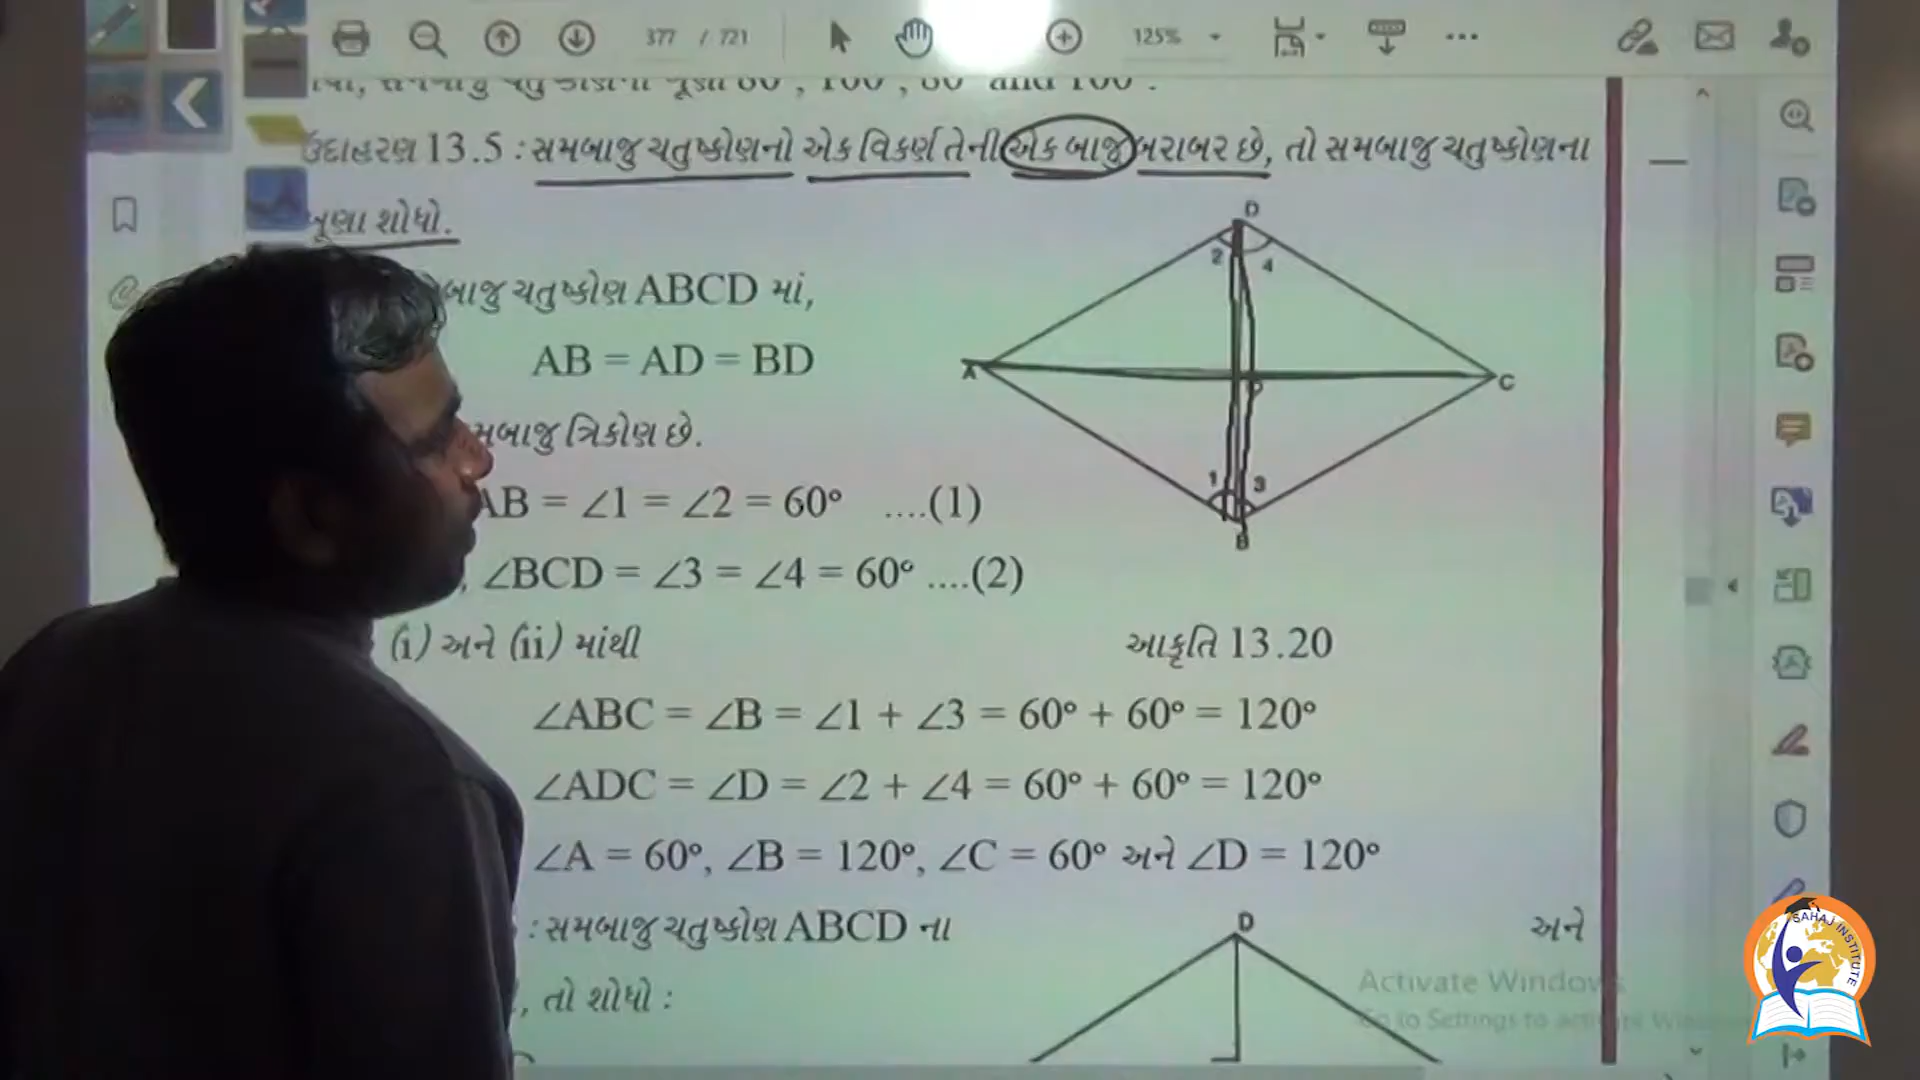 377 / 721
125%
ઉદાહરણ 13.5 : સમબાજુ ચતુષ્કોણનો એક વિકર્ણ તેની એક બાજુ બરાબર છે, તો સમબાજુ ચતુષ્કોણના
ખૂણા શોધો.
બાજુ ચતુષ્કોણ ABCD માં,
AB = AD = BD
મબાજુ ત્રિકોણ છે.
AB = ∠1 = ∠2 = 60° ....(1)
, ∠BCD = ∠3 = ∠4 = 60° ....(2)
(i) અને (ii) માંથી
આકૃતિ 13.20
∠ABC = ∠B = ∠1 + ∠3 = 60° + 60° = 120°
∠ADC = ∠D = ∠2 + ∠4 = 60° + 60° = 120°
∠A = 60°, ∠B = 120°, ∠C = 60° અને ∠D = 120°
: સમબાજુ ચતુષ્કોણ ABCD ના
અને
, તો શોધો :
D
2 4
A
C
1 3
B
D
Activate Windows
Go to Settings to
SAHAJ INSTITUTE